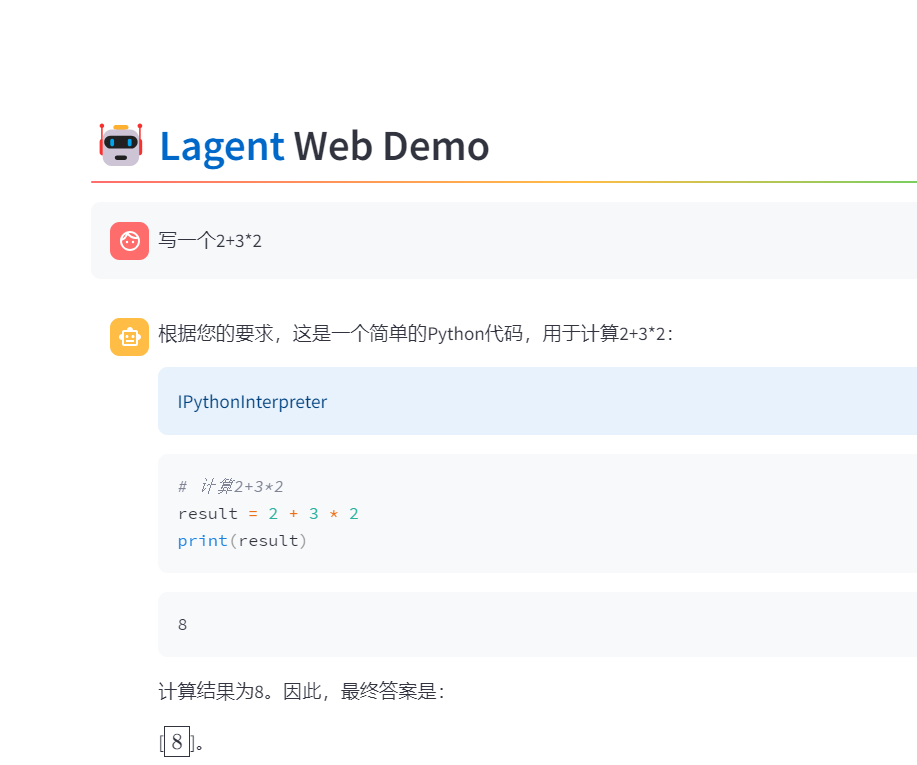 Lagent Web Demo
写一个2+3*2
根据您的要求，这是一个简单的Python代码，用于计算2+3*2：
IPythonInterpreter
# 计算2+3*2
result = 2 + 3 * 2
print(result)
8
计算结果为8。因此，最终答案是：
[8]。